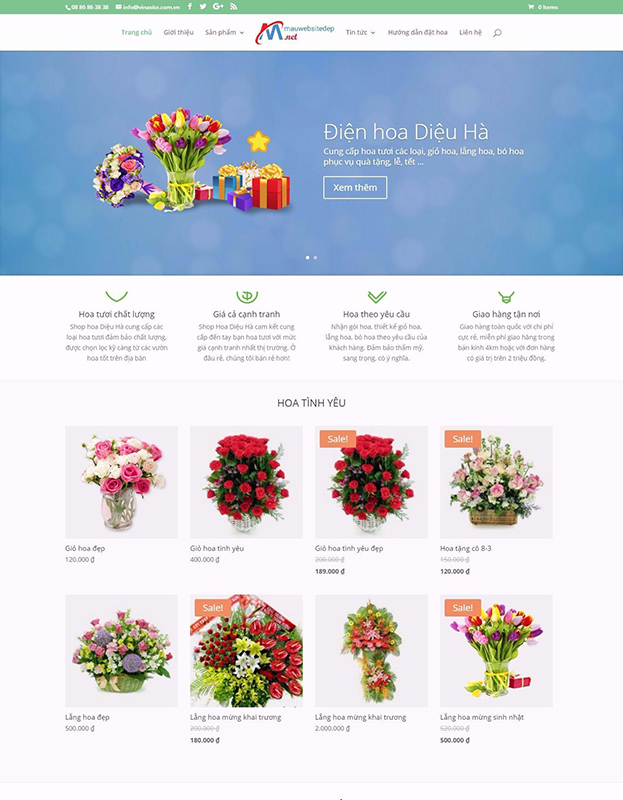 08 86 86 38 38
info@vinasite.com.vn
0 Items
Trang chủ
Giới thiệu
Sản phẩm
mauwebsitedep
.net
Tin tức
Hướng dẫn đặt hoa
Liên hệ
Điện hoa Diệu Hà
Cung cấp hoa tươi các loại, giỏ hoa, lẵng hoa, bó hoa
phục vụ quà tặng, lễ, tết ...
Xem thêm
Hoa tươi chất lượng
Shop hoa Diệu Hà cung cấp các
loại hoa tươi đảm bảo chất lượng,
được chọn lọc kỹ càng từ các vườn
hoa tốt trên địa bàn
Giá cả cạnh tranh
Shop Hoa Diệu Hà cam kết cung
cấp đến tay bạn hoa tươi với mức
giá cạnh tranh nhất thị trường. Ở
đâu rẻ, chúng tôi bán rẻ hơn!
Hoa theo yêu cầu
Nhận gói hoa, thiết kế giỏ hoa,
lẵng hoa, bó hoa theo yêu cầu của
khách hàng. Đảm bảo thẩm mỹ,
sang trọng, có ý nghĩa.
Giao hàng tận nơi
Giao hàng toàn quốc với chi phí
cực rẻ, miễn phí giao hàng trong
bán kính 4km hoặc với đơn hàng
có giá trị trên 2 triệu đồng.
HOA TÌNH YÊU
Giỏ hoa đẹp
120.000 ₫
Giỏ hoa tình yêu
400.000 ₫
Sale!
Giỏ hoa tình yêu đẹp
200.000 ₫
189.000 ₫
Sale!
Hoa tặng cô 8-3
150.000 ₫
120.000 ₫
Lẵng hoa đẹp
500.000 ₫
Sale!
Lẵng hoa mừng khai trương
200.000 ₫
180.000 ₫
Lẵng hoa mừng khai trương
2.000.000 ₫
Sale!
Lẵng hoa mừng sinh nhật
520.000 ₫
500.000 ₫